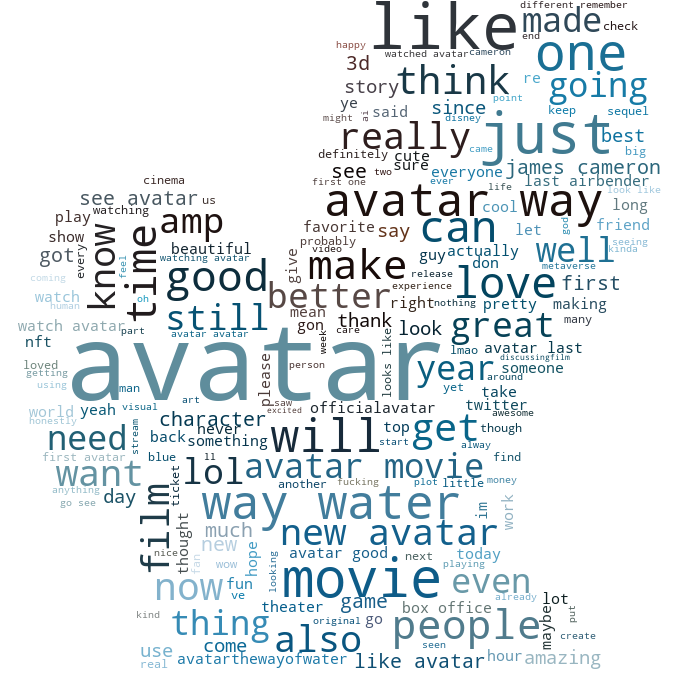 different remember
like
made
check
happy
watched avatar
cameron
end
one
3d
think
re
going
story
point
ye
since
keep
sequel
said
disney
might
ai
really
just
best
came
big
definitely
cute
james cameron
see
sure
two
everyone
last airbender
cinema
first one
ever
life
look like
see avatar
us
avatar way
cool
long
play
watching
amp
favorite
say
can
let
god
friend
show
know
time
probably
seeing
got
every
beautiful
video
guy
actually
well
kinda
feel
watching avatar
give
make
don
metaverse
coming
oh
good
release
love
first
experience
watch
human
better
right
nothing
pretty
making
still
mean
gon
thank
look
great
many
watch avatar
part
week
care
nft
avatar avatar
looks like
lmao
avatar last
discussingfilm
loved
avatar
person
year
someone
getting
around
using
man
please
yet
take
art
saw
excited
officialavatar
twitter
awesome
world
yeah
visual
honestly
character
never
top
get
though
need
stream
back
something
will
start
alway
first avatar
blue
ll
find
want
lol
avatar movie
anything
ticket
another
fucking
plot
little
money
go see
day
film
way water
im
work
thought
much
new avatar
new
nice
fan
hope
avatar good
next
today
wow
looking
movie
playing
now
fun
even
already
ve
theater
game
box office
maybe
lot
kind
thing
original
go
people
put
create
use
come
also
seen
real
avatarthewayofwater
like avatar
hour
amazing